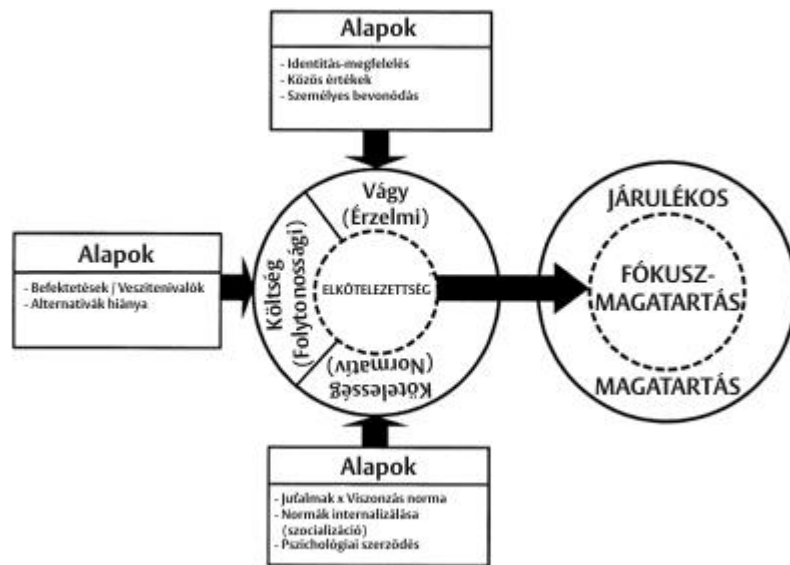 Alapok
- Identitás-megfelelés
- Közös értékek
- Személyes bevonódás
Alapok
- Befektetések / Veszítenivalók
- Alternatívák hiánya
Vágy
(Érzelmi)
Költség
(Folytonossági)
ELKÖTELEZETTSÉG
Kötelesség
(Normatív)
JÁRULÉKOS
FÓKUSZ-
MAGATARTÁS
MAGATARTÁS
Alapok
- Jutalmak x Viszonzás norma
- Normák internalizálása
(szocializáció)
- Pszichológiai szerződés